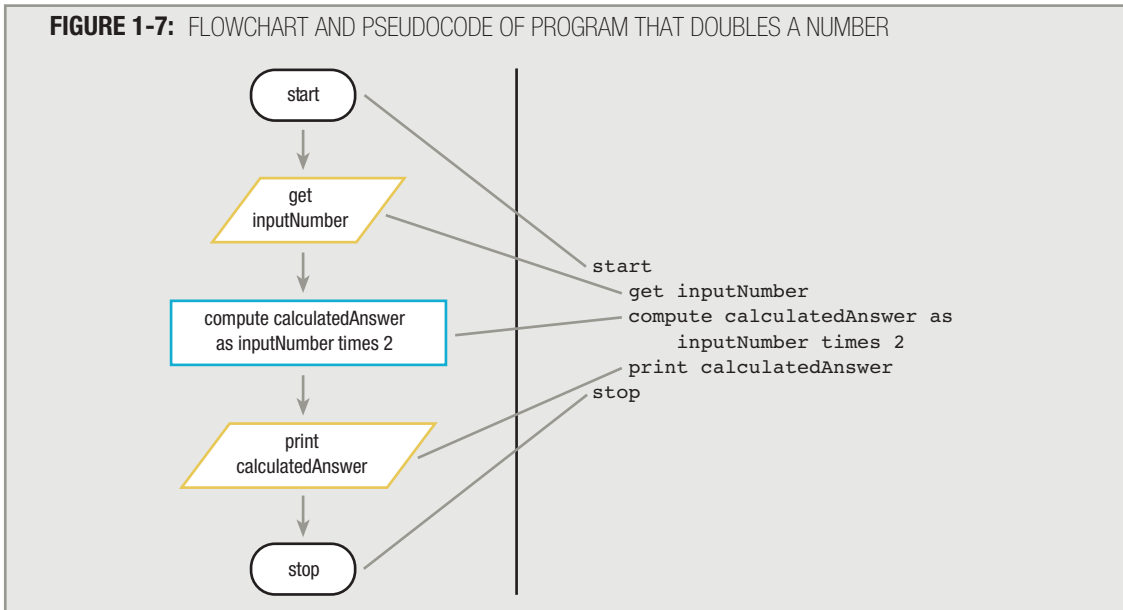 FIGURE 1-7: FLOWCHART AND PSEUDOCODE OF PROGRAM THAT DOUBLES A NUMBER
start
get
inputNumber
compute calculatedAnswer
as inputNumber times 2
print
calculatedAnswer
stop
start
get inputNumber
compute calculatedAnswer as
inputNumber times 2
print calculatedAnswer
stop